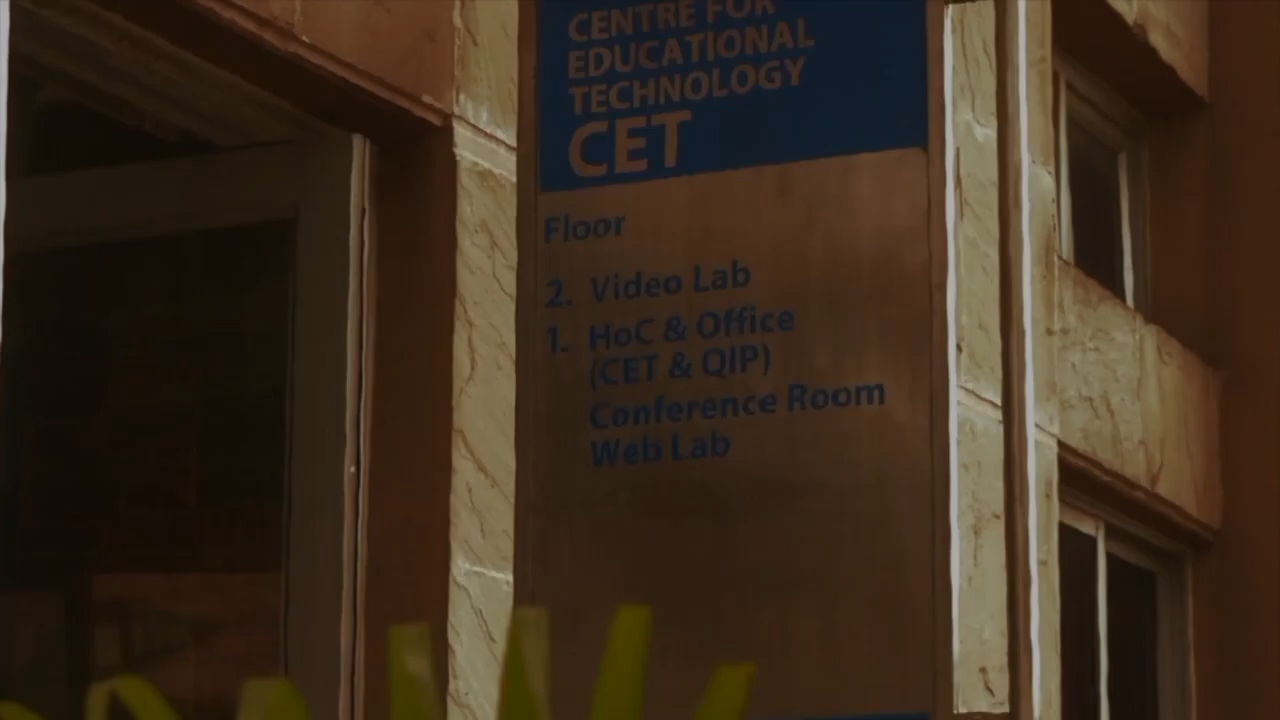 CENTRE FOR
EDUCATIONAL
TECHNOLOGY
CET
Floor
2. Video Lab
1. HoC & Office
(CET & QIP)
Conference Room
Web Lab